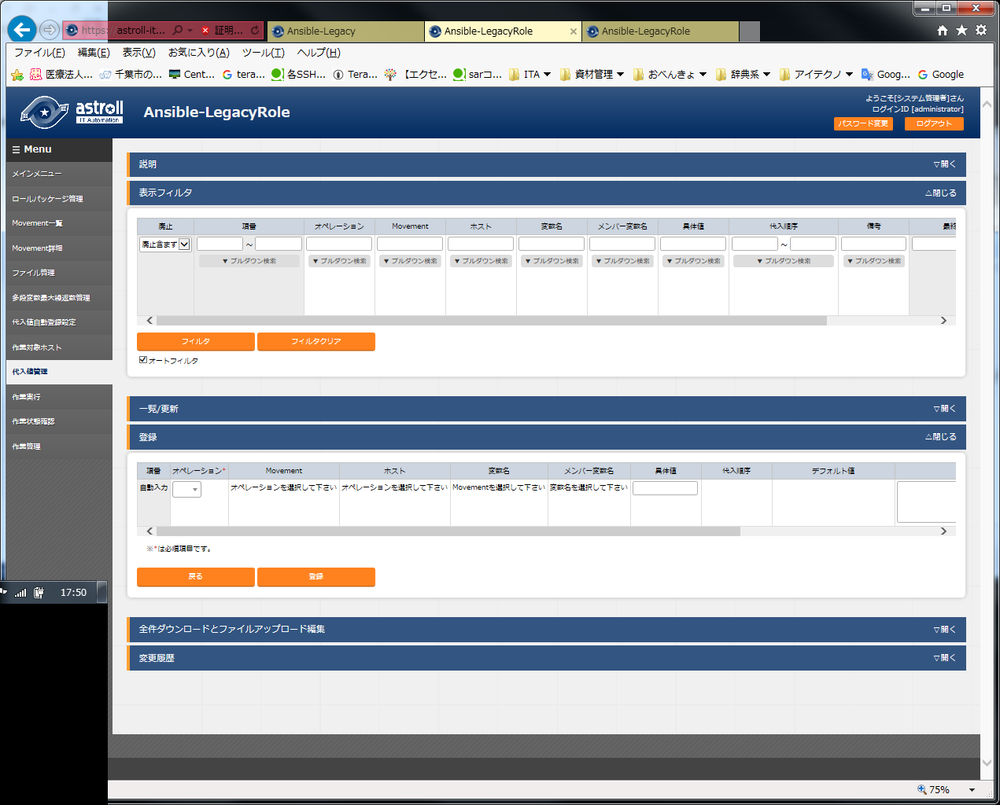 https://astroll-it... 証明...
Ansible-Legacy
Ansible-LegacyRole
Ansible-LegacyRole
ファイル(F) 編集(E) 表示(V) お気に入り(A) ツール(T) ヘルプ(H)
医療法人... 千葉市の... Cent... tera... 各SSH... Tera... 【エクセ... sarコ... ITA 資材管理 おべんきょ 辞典系 アイテクノ Goog... Google
astroll
IT Automation
Ansible-LegacyRole
ようこそ[システム管理者]さん
ログインID [administrator]
パスワード変更 ログアウト
☰ Menu
メインメニュー
ロールパッケージ管理
Movement一覧
Movement詳細
ファイル管理
多段変数最大繰返数管理
代入値自動登録設定
作業対象ホスト
代入値管理
作業実行
作業状態確認
作業管理
説明 ▽開く
表示フィルタ △閉じる
廃止 項番 オペレーション Movement ホスト 変数名 メンバー変数名 具体値 代入順序 備考 最終
廃止含まず ～ ～
▼プルダウン検索 ▼プルダウン検索 ▼プルダウン検索 ▼プルダウン検索 ▼プルダウン検索 ▼プルダウン検索 ▼プルダウン検索 ▼プルダウン検索 ▼プルダウン検索
フィルタ フィルタクリア
オートフィルタ
一覧/更新 ▽開く
登録 △閉じる
項番 オペレーション* Movement ホスト 変数名 メンバー変数名 具体値 代入順序 デフォルト値
自動入力 オペレーションを選択して下さい オペレーションを選択して下さい Movementを選択して下さい 変数名を選択して下さい
※*は必須項目です。
戻る 登録
全件ダウンロードとファイルアップロード編集 ▽開く
変更履歴 ▽開く
17:50
75%